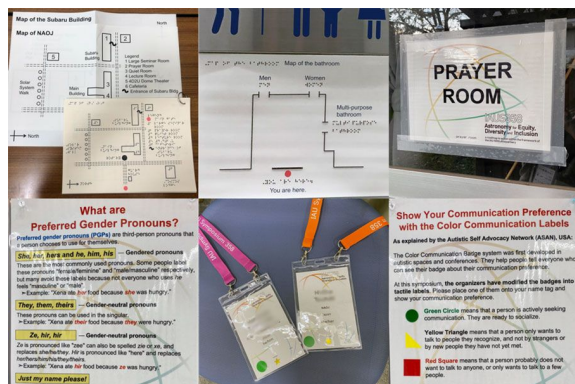 Map of the Subaru Building
North
Map of NAOJ
5
Subaru
Building
1
2
Legend
1 Large Seminar Room
2 Prayer Room
3 Quiet Room
4 Lecture Room
5 4D2U Dome Theater
6 Cafeteria
Entrance of Subaru Bldg
Solar
System
Walk
Main
Building
3
4
North
Map of the bathroom
Men
Women
Multi-purpose
bathroom
You are here.
PRAYER
ROOM
IAUS358
Astronomy for Equity,
Diversity and Inclusion
What are
Preferred Gender Pronouns?
Preferred gender pronouns (PGPs) are third-person pronouns that
a person choose to use for themselves.
She, her, hers and he, him, his — Gendered pronouns
These are the most commonly used pronouns. Some people label
these pronouns "female/feminine" and "male/masculine" respectively,
but many avoid these labels because not everyone who uses he
feels "masculine" or "male".
Example: "Xena ate her food because she was hungry."
They, them, theirs — Gender-neutral pronouns
These pronouns can be used in the singular.
Example: "Xena ate their food because they were hungry."
Ze, hir, hir — Gender-neutral pronouns
Ze is pronounced like "zee" can also be spelled zie or xe, and
replaces she/he/they. Hir is pronounced like "here" and replaces
her/hers/him/his/they/theirs.
Example: "Xena ate hir food because ze was hungry."
Just my name please!
Symposium 358
IAU
358
Show Your Communication Preference
with the Color Communication Labels
As explained by the Autistic Self Advocacy Network (ASAN), USA:
The Color Communication Badge system was first developed in
autistic spaces and conferences. They help people tell everyone who
can see their badge about their communication preference.
At this symposium, the organizers have modified the badges into
tactile labels. Please place one of them onto your name tag and
show your communication preference.
Green Circle means that a person is actively seeking
communication. They are ready to socialize.
Yellow Triangle means that a person only wants to
talk to people they recognize, and not by strangers or
by new people they have not yet met.
Red Square means that a person probably does not
want to talk to anyone, or only wants to talk to a few
people.